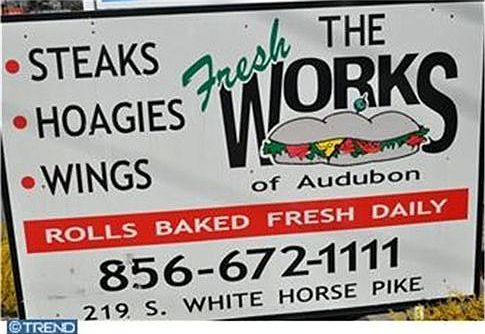 • STEAKS
• HOAGIES
• WINGS
THE
Fresh
WORKS
of Audubon
ROLLS BAKED FRESH DAILY
856-672-1111
219 S. WHITE HORSE PIKE
©TREND